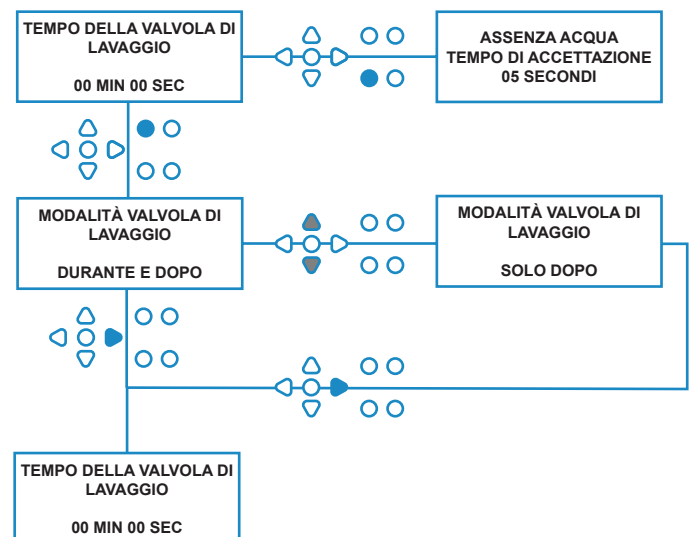 TEMPO DELLA VALVOLA DI
LAVAGGIO
00 MIN 00 SEC
ASSENZA ACQUA
TEMPO DI ACCETTAZIONE
05 SECONDI
MODALITÀ VALVOLA DI
LAVAGGIO
DURANTE E DOPO
MODALITÀ VALVOLA DI
LAVAGGIO
SOLO DOPO
TEMPO DELLA VALVOLA DI
LAVAGGIO
00 MIN 00 SEC